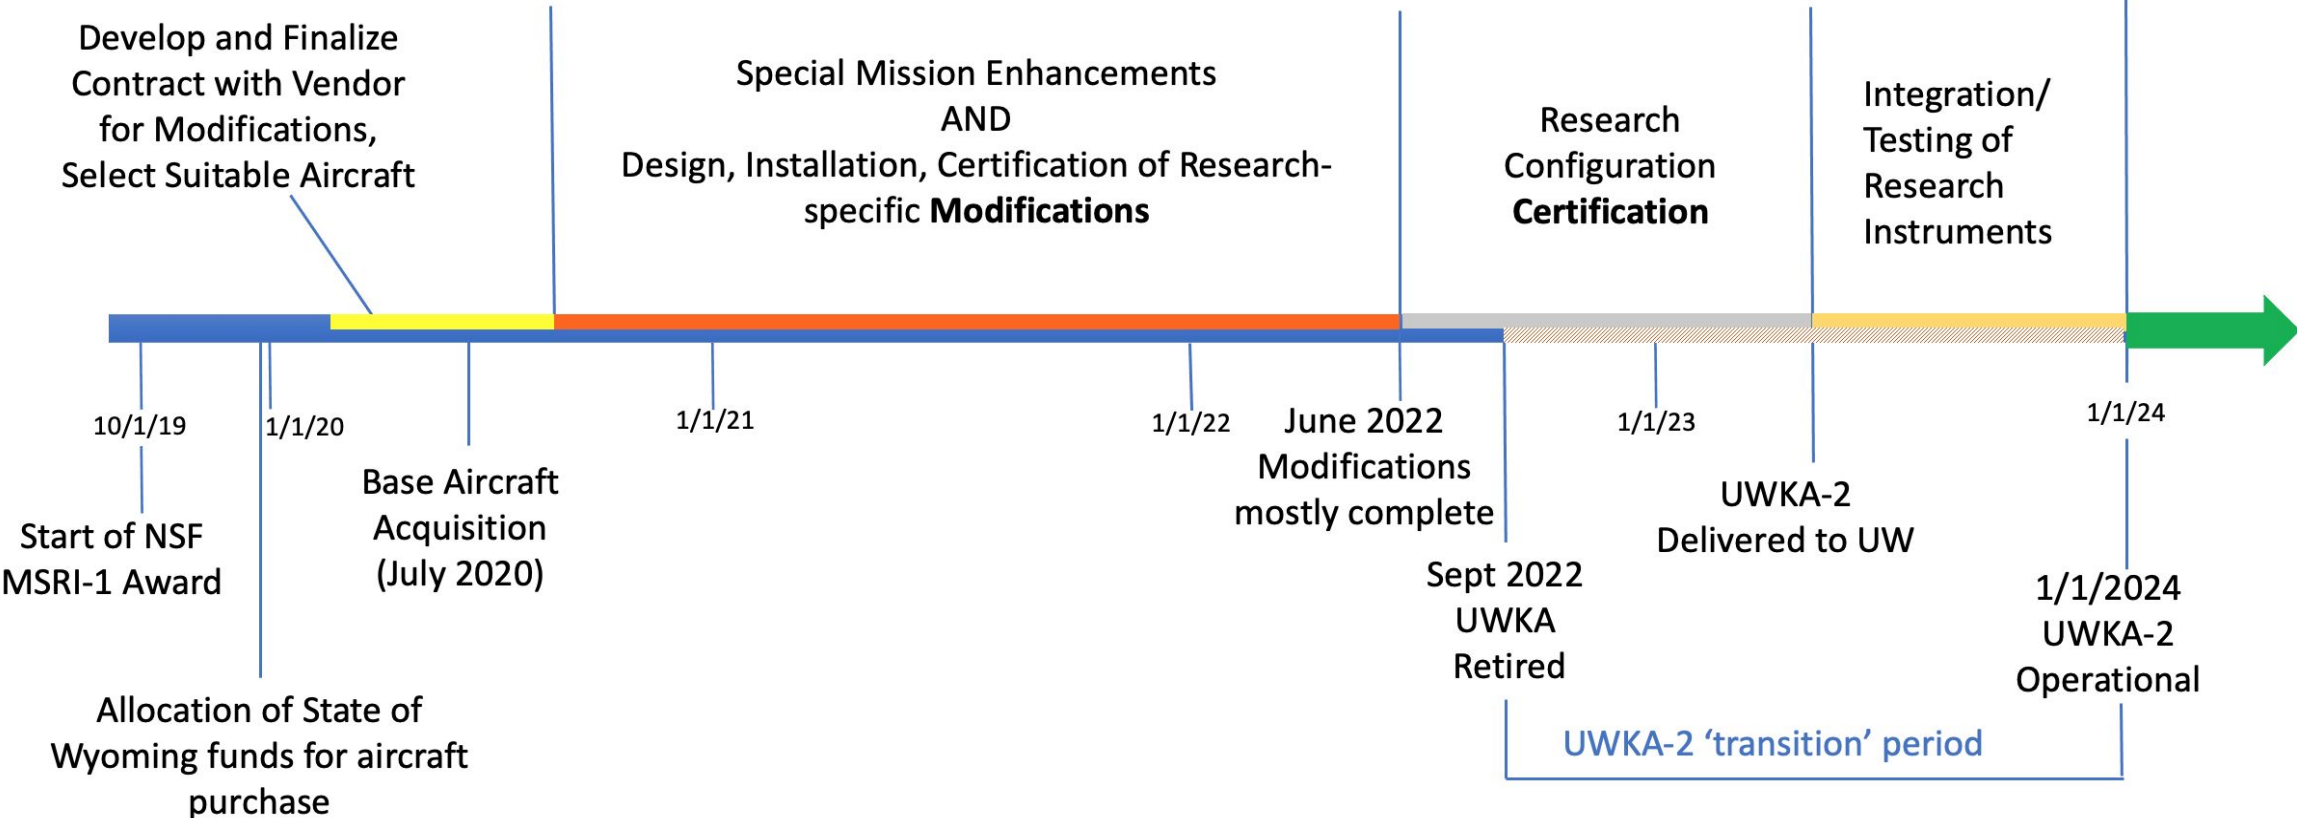 Develop and Finalize
Contract with Vendor
for Modifications,
Select Suitable Aircraft
Special Mission Enhancements
AND
Design, Installation, Certification of Research-
specific Modifications
Research
Configuration
Certification
Integration/
Testing of
Research
Instruments
10/1/19
1/1/20
1/1/21
1/1/22
1/1/23
1/1/24
Start of NSF
MSRI-1 Award
Allocation of State of
Wyoming funds for aircraft
purchase
Base Aircraft
Acquisition
(July 2020)
June 2022
Modifications
mostly complete
Sept 2022
UWKA
Retired
UWKA-2
Delivered to UW
1/1/2024
UWKA-2
Operational
UWKA-2 ‘transition’ period